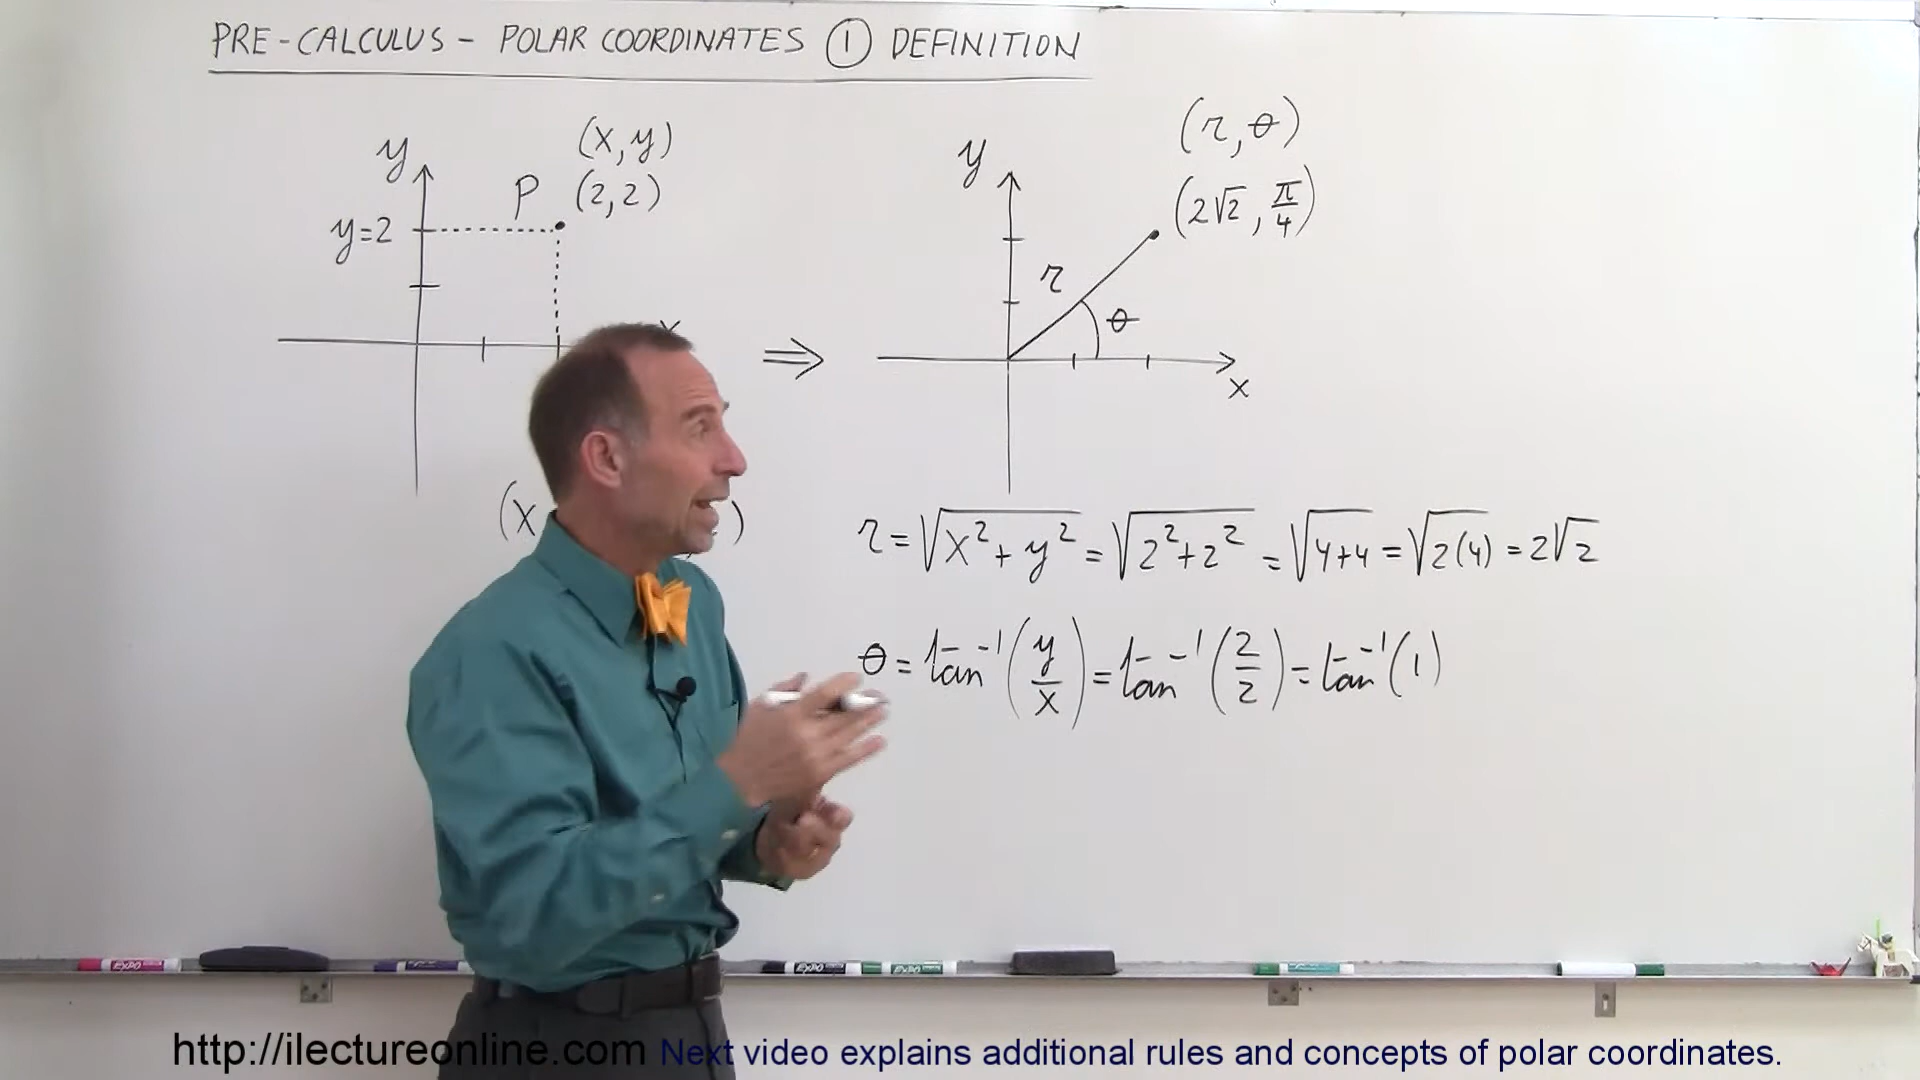 PRE-CALCULUS - POLAR COORDINATES ① DEFINITION
y
(x,y)
P (2,2)
y=2
(x
)
⇒
y
(r,θ)
(2√2, π/4)
r
θ
x
r = √(x²+y²) = √(2²+2²) = √(4+4) = √(2(4)) = 2√2
θ = tan⁻¹(y/x) = tan⁻¹(2/2) = tan⁻¹(1)
EXPO
EXPO
EXPO
http://ilectureonline.com Next video explains additional rules and concepts of polar coordinates.